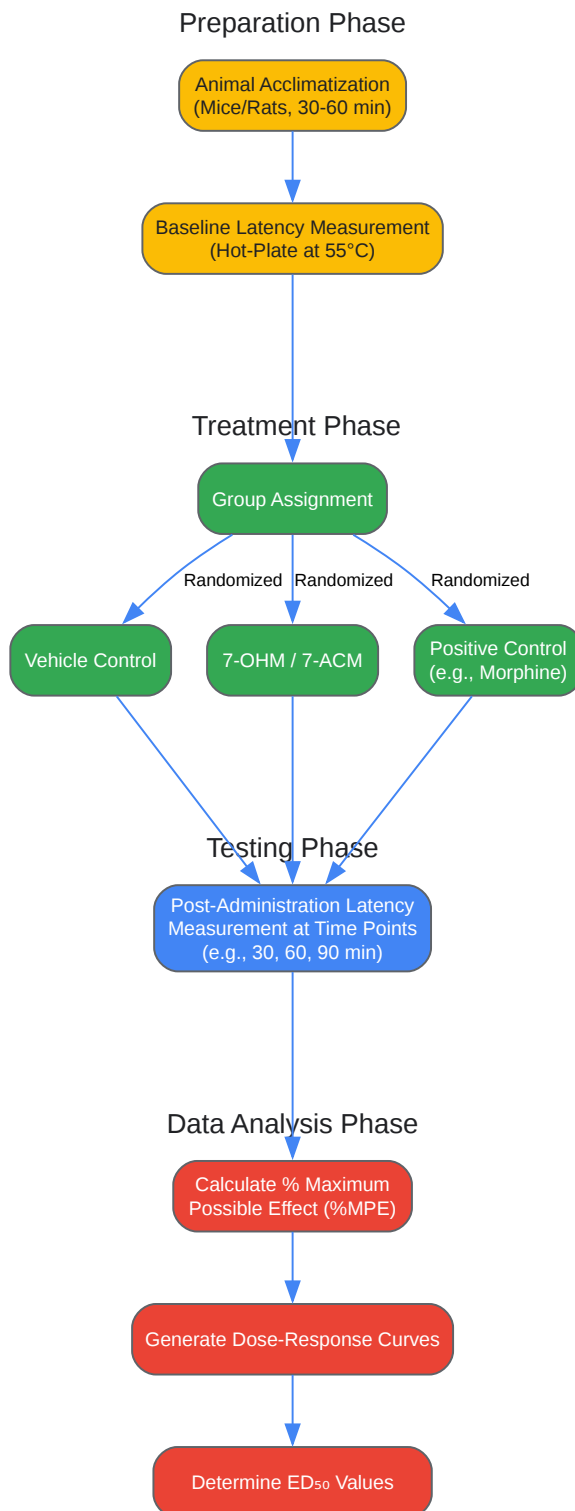 Preparation Phase
Animal Acclimatization
(Mice/Rats, 30-60 min)
Baseline Latency Measurement
(Hot-Plate at 55°C)
Treatment Phase
Group Assignment
Randomized
Randomized
Randomized
Vehicle Control
7-OHM / 7-ACM
Positive Control
(e.g., Morphine)
Testing Phase
Post-Administration Latency
Measurement at Time Points
(e.g., 30, 60, 90 min)
Data Analysis Phase
Calculate % Maximum
Possible Effect (%MPE)
Generate Dose-Response Curves
Determine ED₅₀ Values